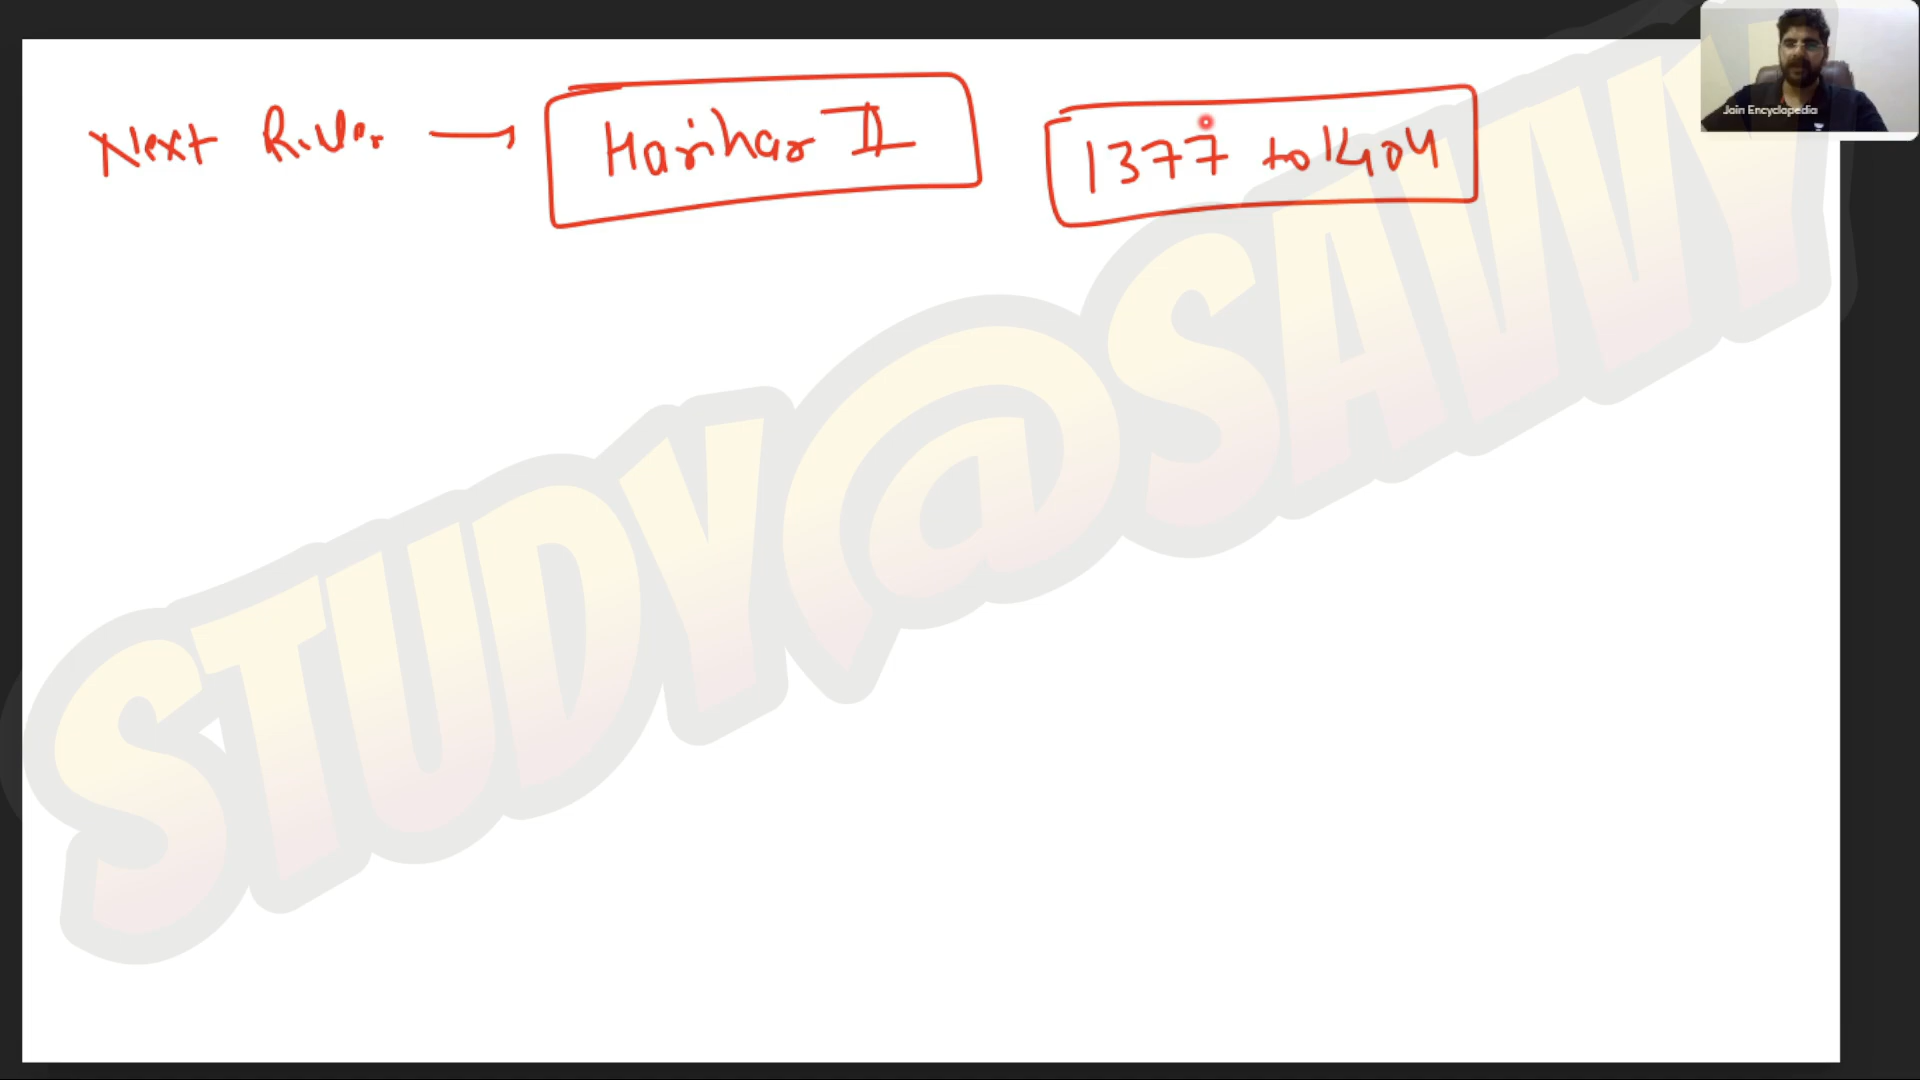 Next Ruler → Harihar II 1377 to 1404
Join Encyclopedia
STUDY@SAVVY